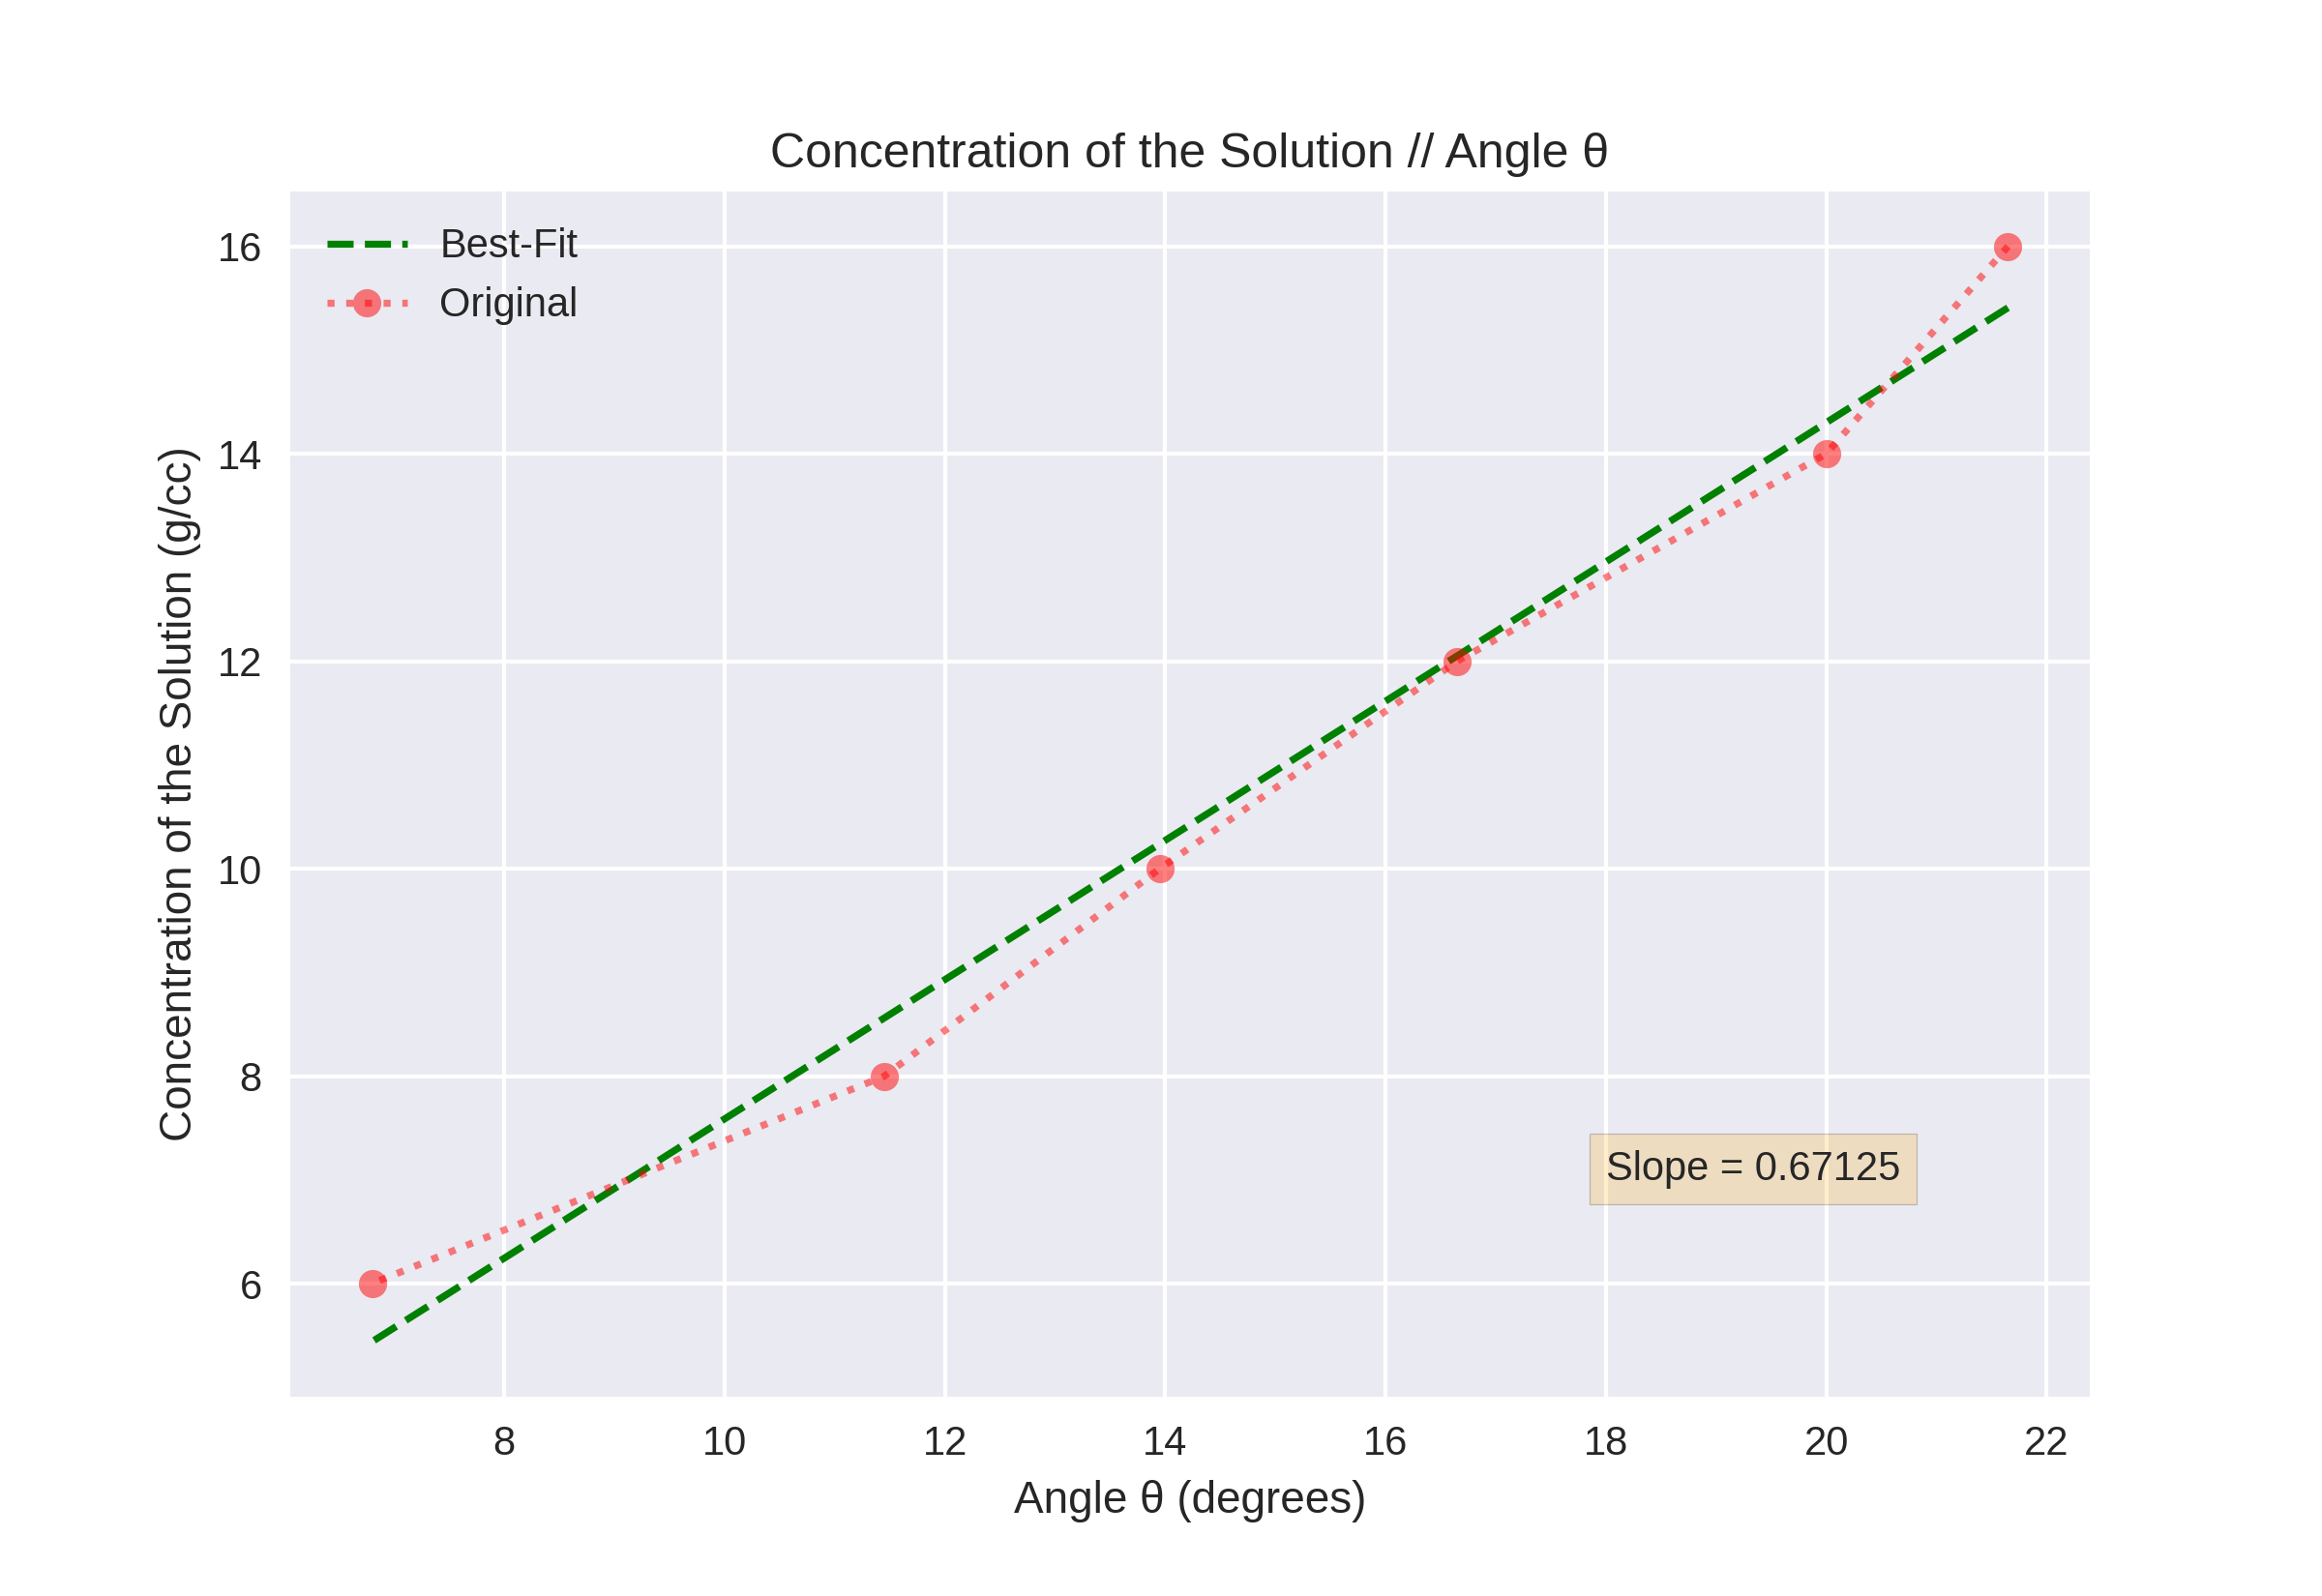 Concentration of the Solution // Angle θ
Best-Fit
Original
16
14
12
10
8
6
Concentration of the Solution (g/cc)
Slope = 0.67125
8 10 12 14 16 18 20 22
Angle θ (degrees)